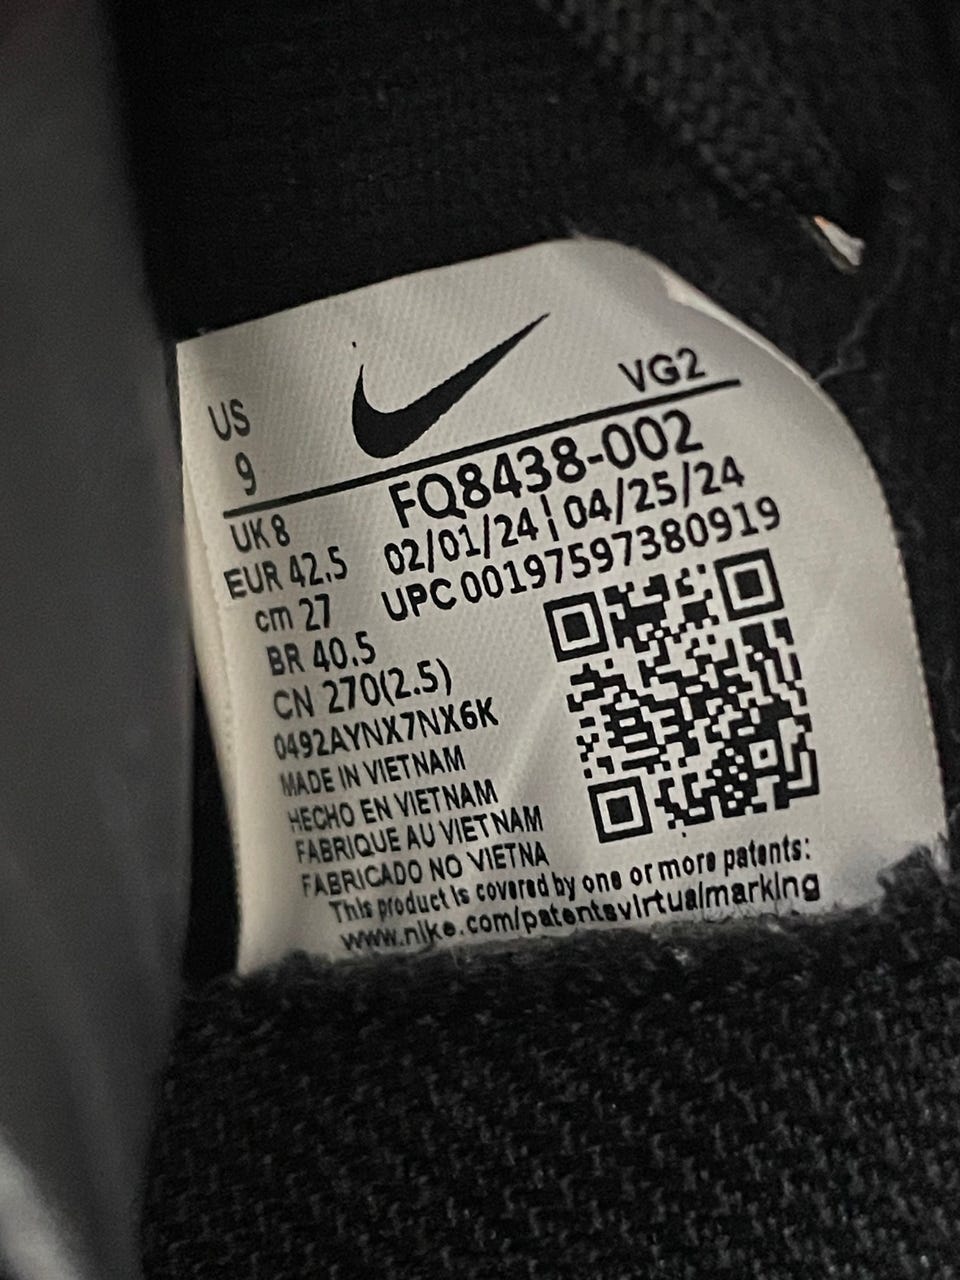 US
9
VG2
FQ8438-002
02/01/24 ¦ 04/25/24
UPC 00197597380919
UK 8
EUR 42.5
cm 27
BR 40.5
CN 270(2.5)
0492AYNX7NX6K
MADE IN VIETNAM
HECHO EN VIETNAM
FABRIQUE AU VIETNAM
FABRICADO NO VIETNA
This product is covered by one or more patents:
www.nike.com/patentsvirtualmarking